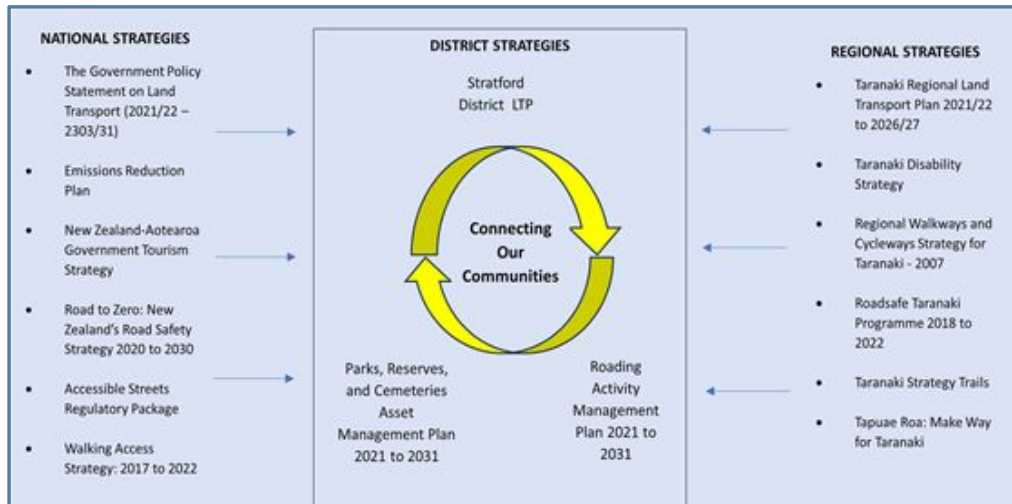 NATIONAL STRATEGIES
The Government Policy
Statement on Land
Transport (2021/22 –
2303/31)
Emissions Reduction
Plan
New Zealand-Aotearoa
Government Tourism
Strategy
Road to Zero: New
Zealand's Road Safety
Strategy 2020 to 2030
Accessible Streets
Regulatory Package
Walking Access
Strategy: 2017 to 2022
DISTRICT STRATEGIES
Stratford
District LTP
Connecting
Our
Communities
Parks, Reserves,
and Cemeteries
Asset
Management Plan
2021 to 2031
Roading
Activity
Management
Plan 2021 to
2031
REGIONAL STRATEGIES
Taranaki Regional Land
Transport Plan 2021/22
to 2026/27
Taranaki Disability
Strategy
Regional Walkways and
Cycleways Strategy for
Taranaki - 2007
Roadsafe Taranaki
Programme 2018 to
2022
Taranaki Strategy Trails
Tapuae Roa: Make Way
for Taranaki